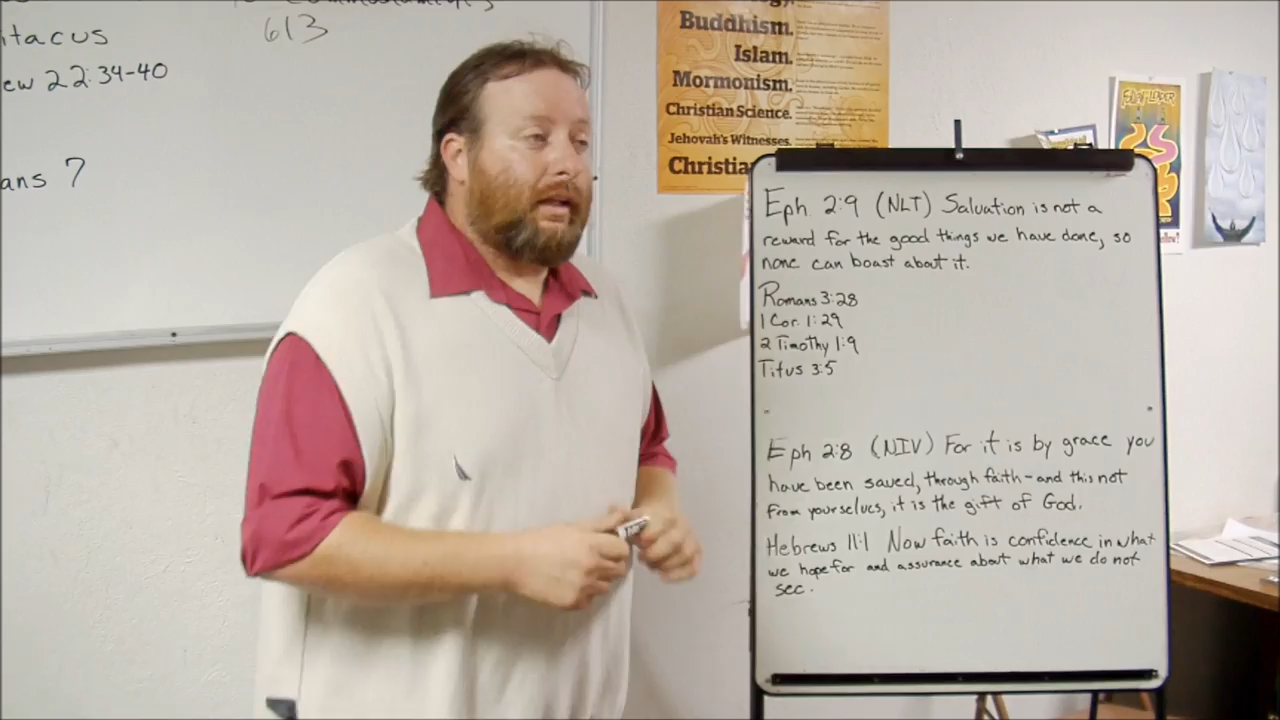 613
itacus
ew 22:34-40
ans 7
Buddhism.
Islam.
Mormonism.
Christian Science.
Jehovah's Witnesses.
Christian
Eph 2:9 (NLT) Salvation is not a
reward for the good things we have done, so
none can boast about it.
Romans 3:28
1 Cor. 1:29
2 Timothy 1:9
Titus 3:5
Eph 2:8 (NIV) For it is by grace you
have been saved, through faith - and this not
from yourselves, it is the gift of God.
Hebrews 11:1 Now faith is confidence in what
we hope for and assurance about what we do not
see.